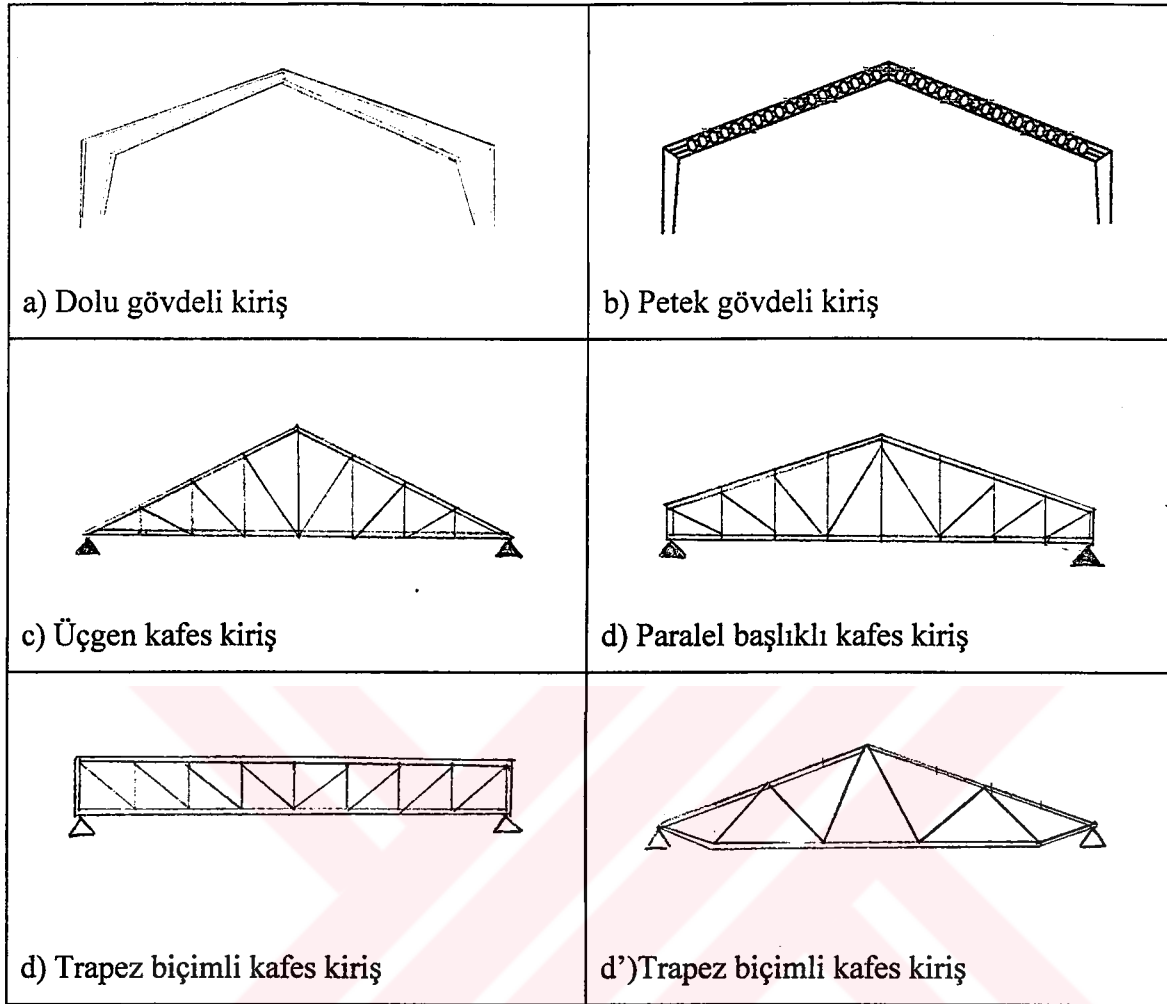 a) Dolu gövdeli kiriş
b) Petek gövdeli kiriş
c) Üçgen kafes kiriş
d) Paralel başlıklı kafes kiriş
d) Trapez biçimli kafes kiriş
d’)Trapez biçimli kafes kiriş